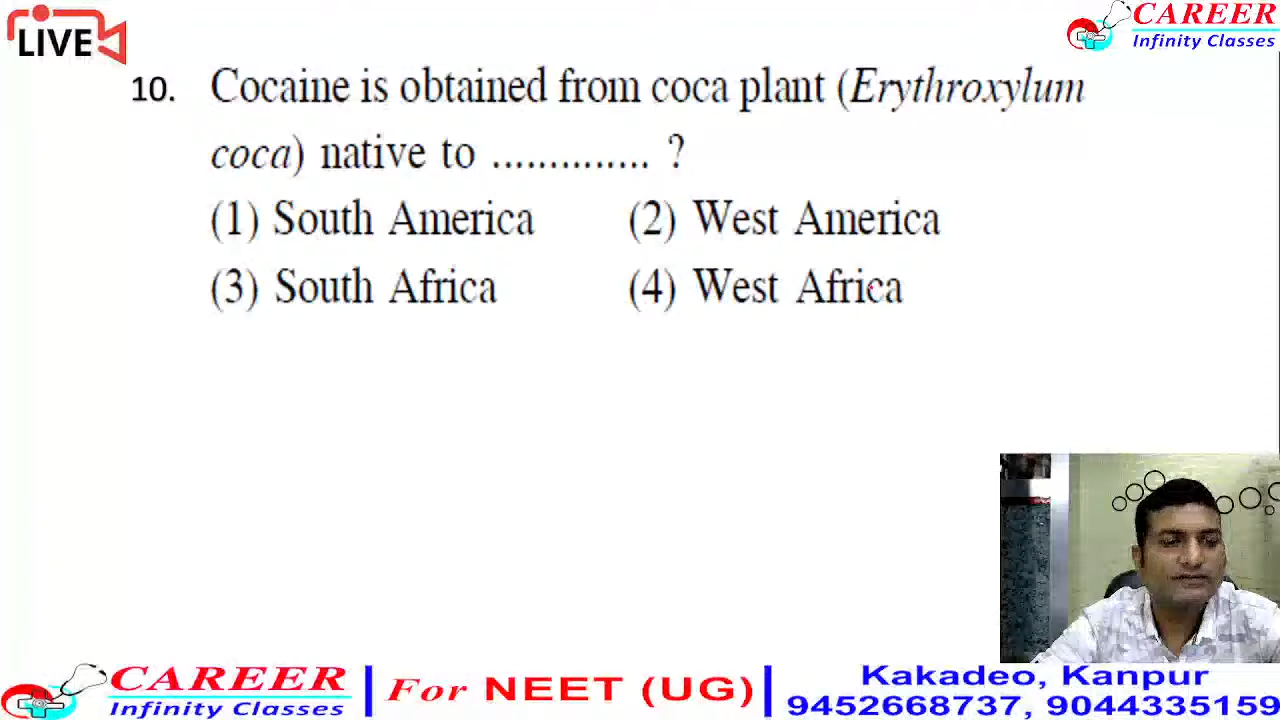 LIVE
CAREER
Infinity Classes
10. Cocaine is obtained from coca plant (Erythroxylum
coca) native to .............. ?
(1) South America (2) West America
(3) South Africa (4) West Africa
CAREER
Infinity Classes
For NEET (UG)
Kakadeo, Kanpur
9452668737, 9044335159